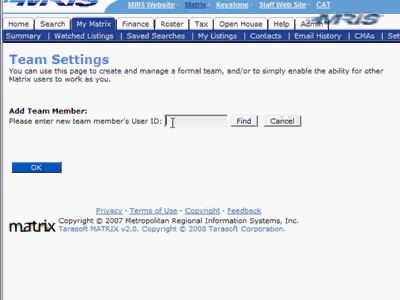 MRIS
MRIS Website · Matrix · Keystone · Staff Web Site · CAT
Home | Search | My Matrix | Finance | Roster | Tax | Open House | Help | Admin
MRIS
Summary | Watched Listings | Saved Searches | My Listings | Contacts | Email History | CMAs | Set
Team Settings
You can use this page to create and manage a formal team, and/or to simply enable the ability for other
Matrix users to work as you.
Add Team Member:
Please enter new team member's User ID: Find Cancel
OK
Privacy · Terms of Use · Copyright · Feedback
matrix
Copyright © 2007 Metropolitan Regional Information Systems, Inc.
Tarasoft MATRIX v2.0. Copyright © 2008 Tarasoft Corporation.